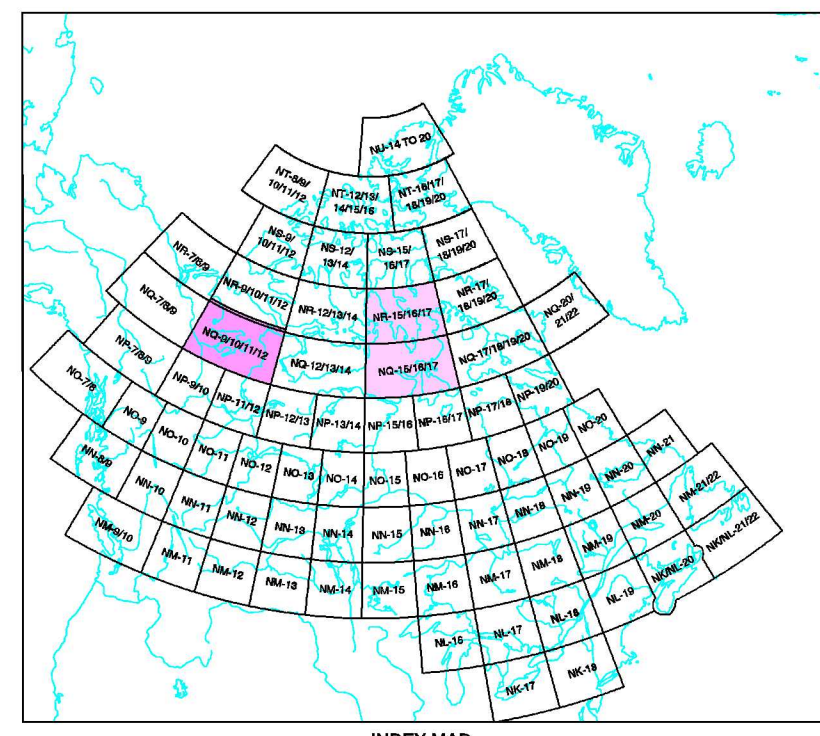 NU-14 TO 20
NT-8/9/
10/11/12
NT-12/13/
14/15/16
NT-16/17/
18/19/20
NS-9/
10/11/12
NS-12/
13/14
NS-15/
16/17
NS-17/
18/19/20
NR-7/8/9
NR-9/10/11/12
NR-12/13/14
NR-15/16/17
NR-17/
18/19/20
NQ-7/8/9
NQ-9/10/11/12
NQ-12/13/14
NQ-15/16/17
NQ-17/18/19/20
NQ-20/
21/22
NP-7/8/9
NP-9/10
NP-11/12
NP-12/13
NP-13/14
NP-15/16
NP-16/17
NP-17/18
NP-19/20
NO-7/8
NO-9
NO-10
NO-11
NO-12
NO-13
NO-14
NO-15
NO-16
NO-17
NO-18
NO-19
NO-20
NN-8/9
NN-10
NN-11
NN-12
NN-13
NN-14
NN-15
NN-16
NN-17
NN-18
NN-19
NN-20
NN-21
NM-9/10
NM-11
NM-12
NM-13
NM-14
NM-15
NM-16
NM-17
NM-18
NM-19
NM-20
NM-21/22
NL-16
NL-17
NL-18
NL-19
NK/NL-20
NK/NL-21/22
NK-17
NK-18
INDEX MAP